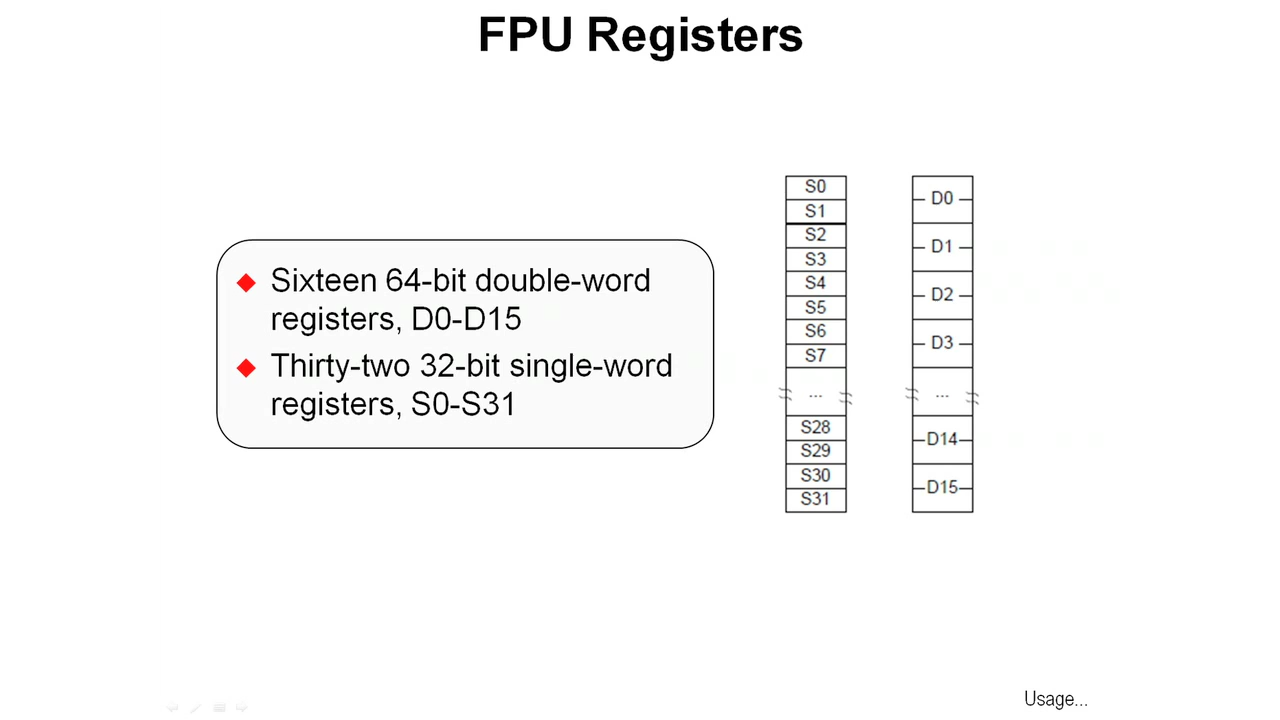 FPU Registers
Sixteen 64-bit double-word
registers, D0-D15
Thirty-two 32-bit single-word
registers, S0-S31
S0
S1
S2
S3
S4
S5
S6
S7
...
S28
S29
S30
S31
D0
D1
D2
D3
...
D14
D15
Usage...